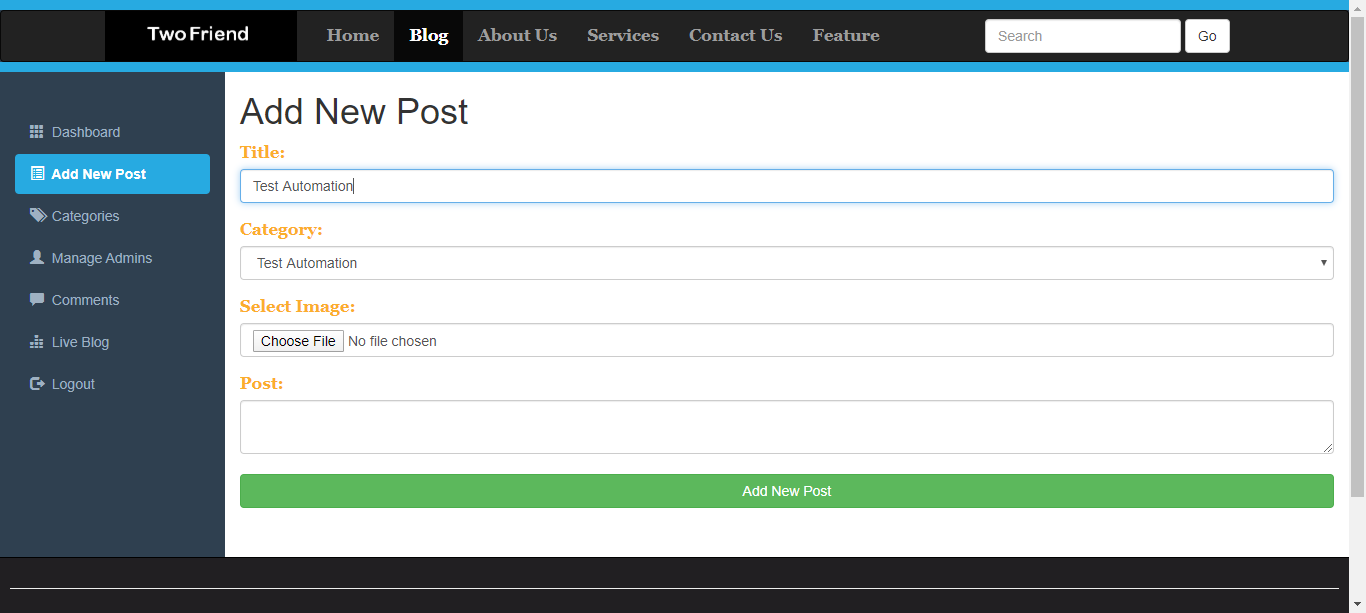 Two Friend Home Blog About Us Services Contact Us Feature Search Go
Dashboard
Add New Post
Categories
Manage Admins
Comments
Live Blog
Logout
Add New Post
Title:
Test Automation
Category:
Test Automation
Select Image:
Choose File No file chosen
Post:
Add New Post